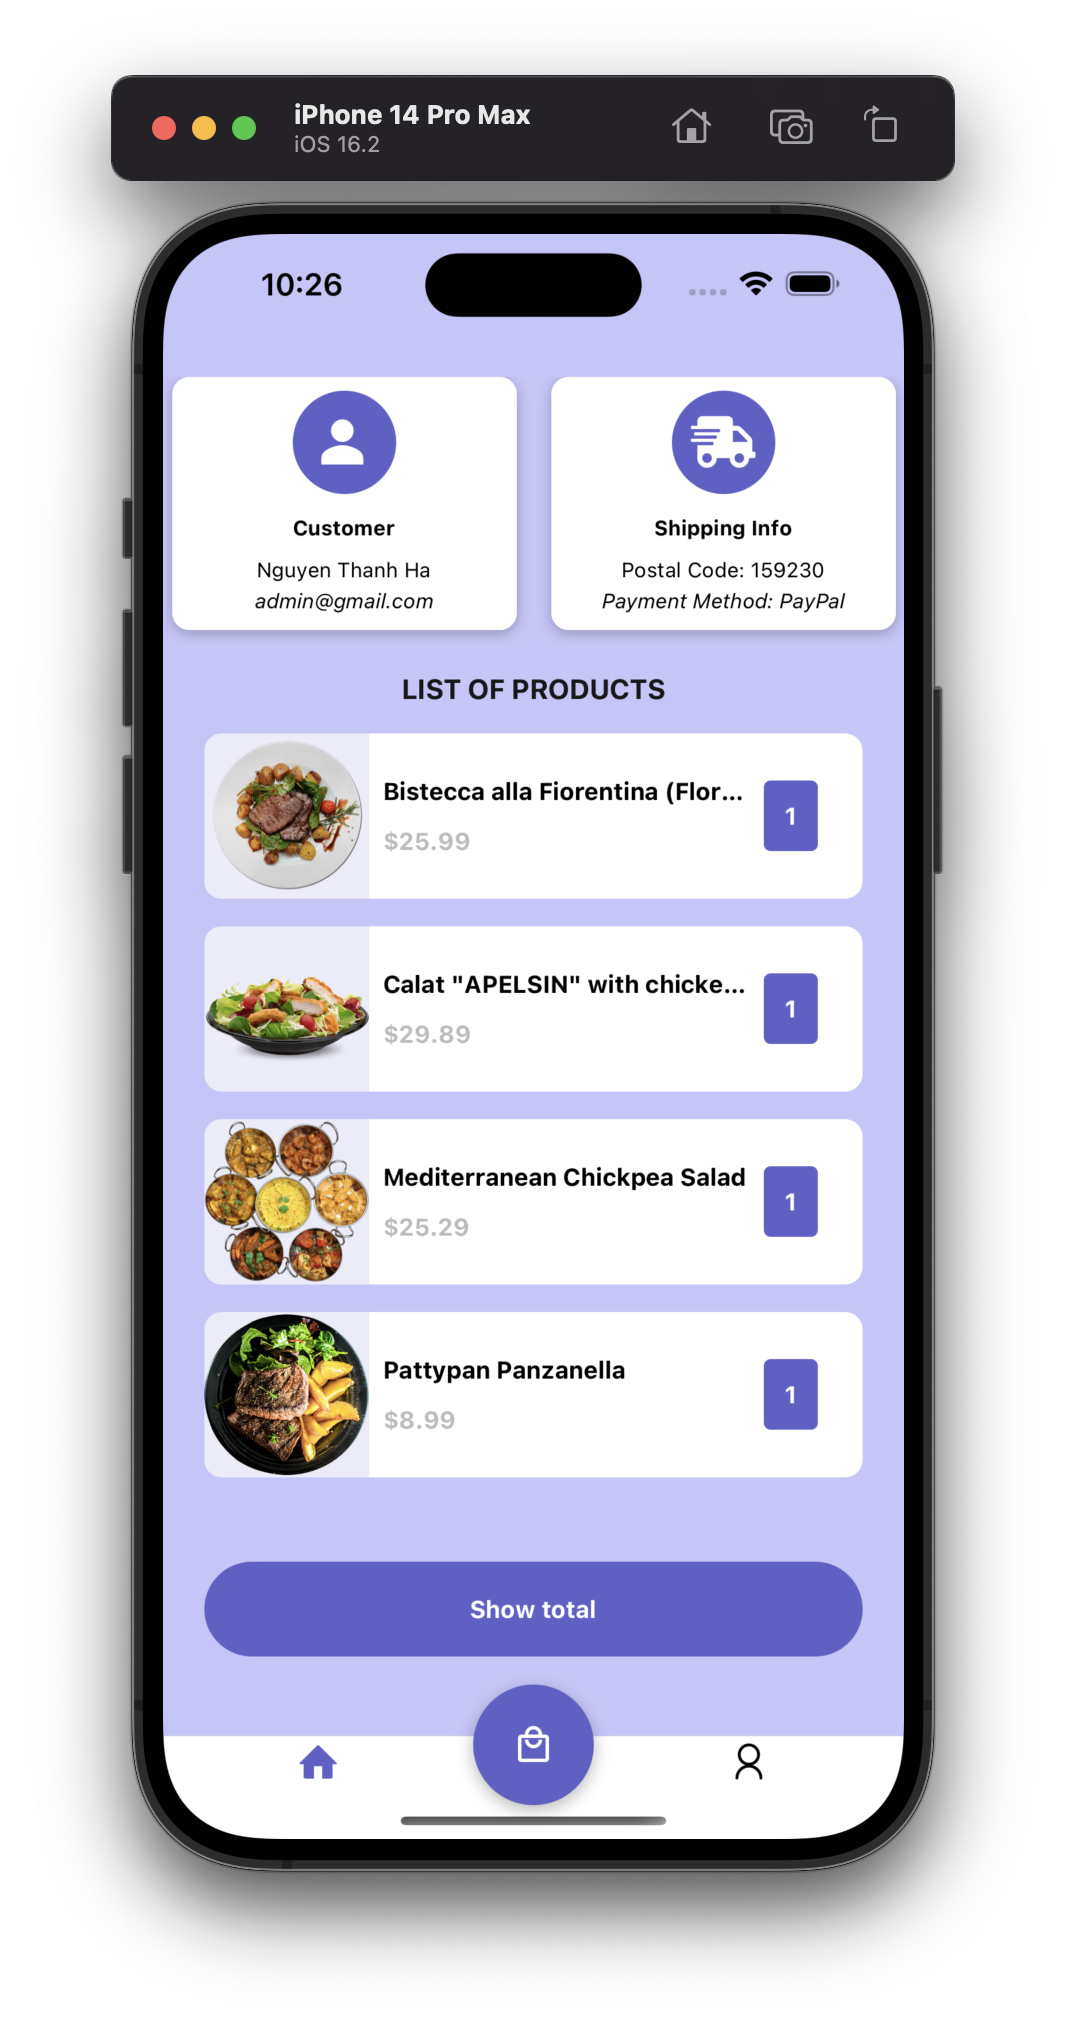 iPhone 14 Pro Max
iOS 16.2
10:26
Customer
Nguyen Thanh Ha
admin@gmail.com
Shipping Info
Postal Code: 159230
Payment Method: PayPal
LIST OF PRODUCTS
Bistecca alla Fiorentina (Flor...
$25.99
1
Calat "APELSIN" with chicke...
$29.89
1
Mediterranean Chickpea Salad
$25.29
1
Pattypan Panzanella
$8.99
1
Show total